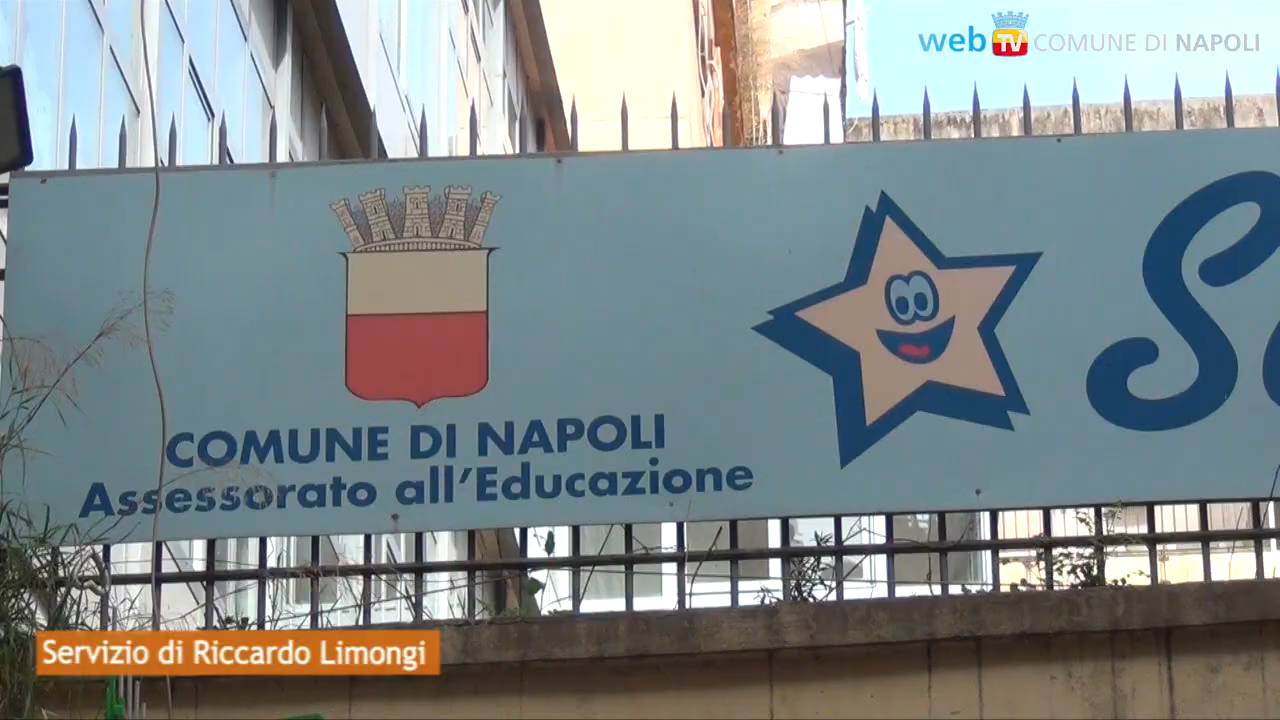 web TV COMUNE DI NAPOLI
COMUNE DI NAPOLI
Assessorato all'Educazione
Servizio di Riccardo Limongi